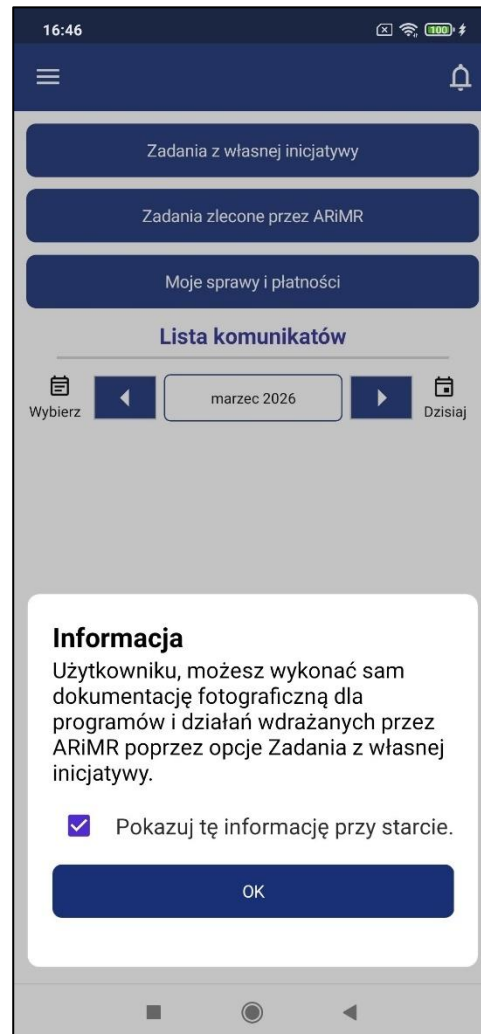 16:46
100
Zadania z własnej inicjatywy
Zadania zlecone przez ARiMR
Moje sprawy i płatności
Lista komunikatów
Wybierz
marzec 2026
Dzisiaj
Informacja
Użytkowniku, możesz wykonać sam
dokumentację fotograficzną dla
programów i działań wdrażanych przez
ARiMR poprzez opcje Zadania z własnej
inicjatywy.
Pokazuj tę informację przy starcie.
OK